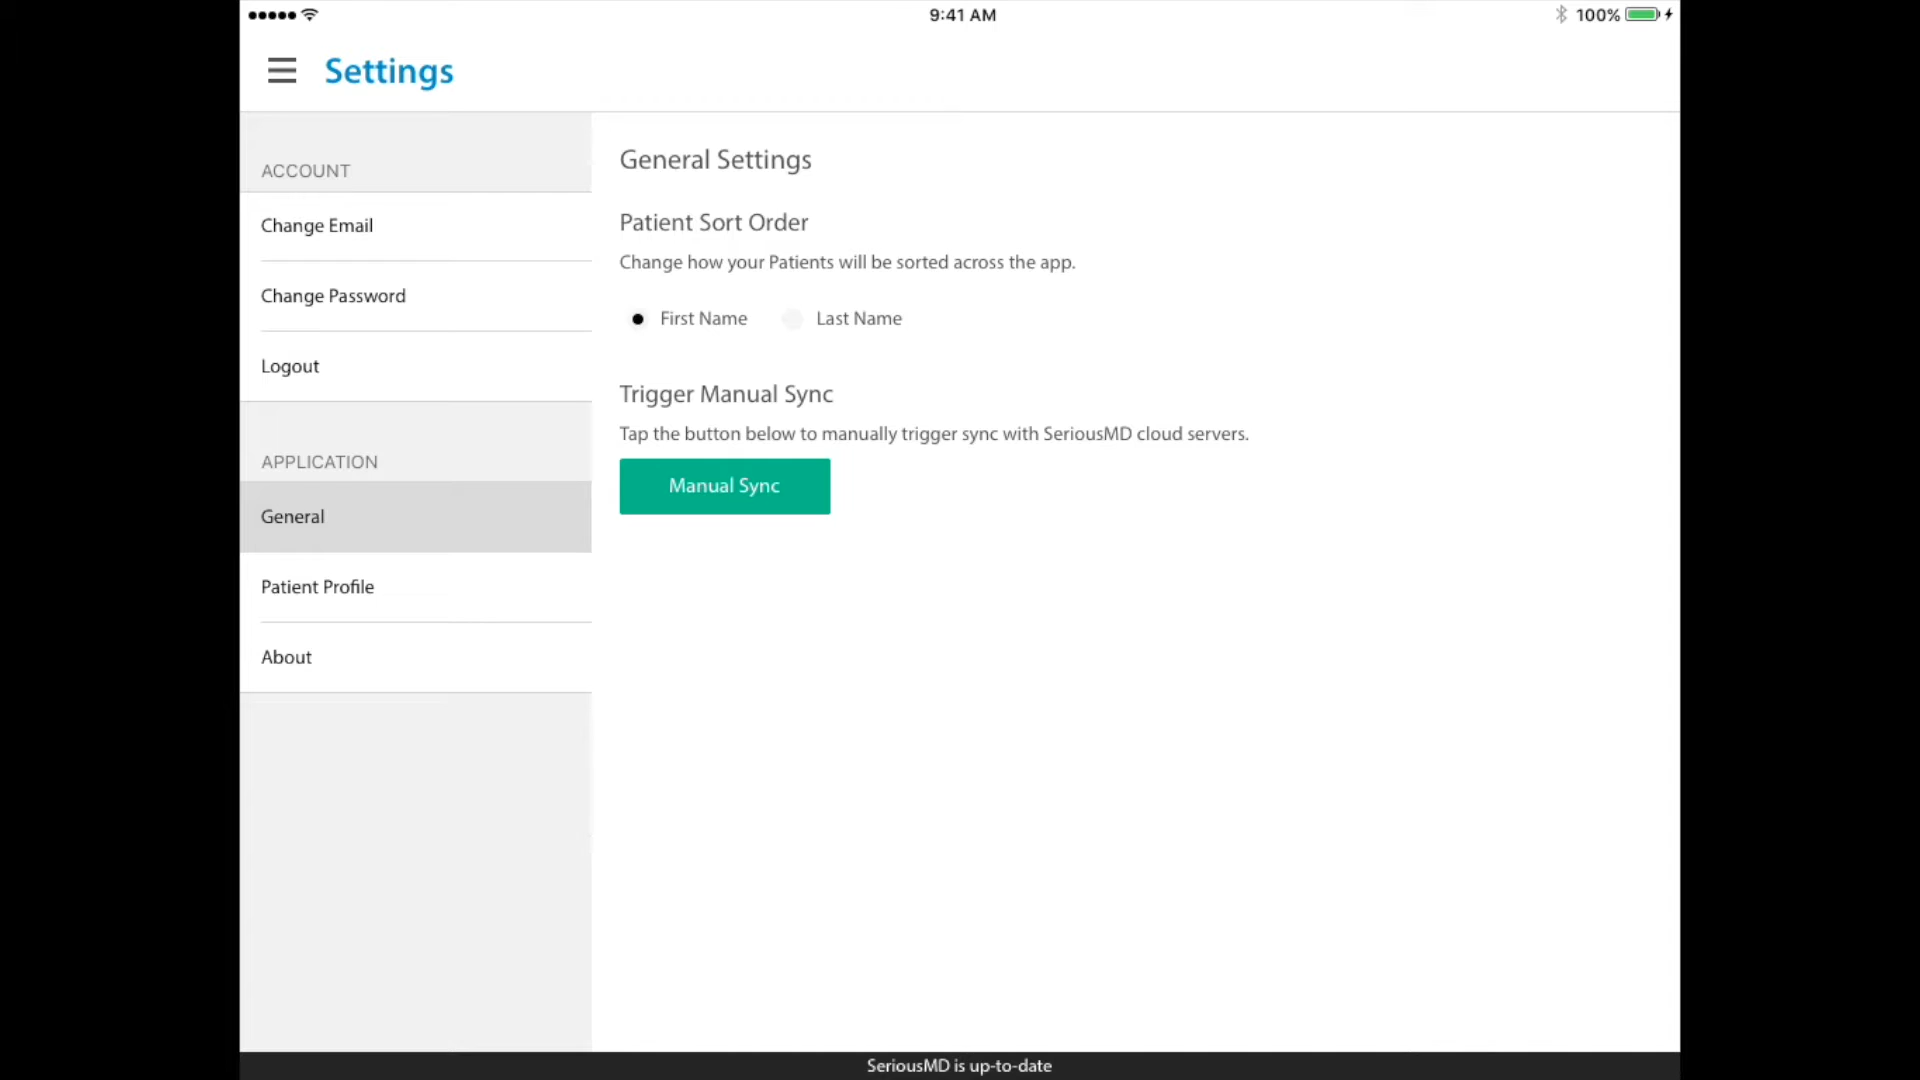 9:41 AM
100%
Settings
ACCOUNT
Change Email
Change Password
Logout
APPLICATION
General
Patient Profile
About
General Settings
Patient Sort Order
Change how your Patients will be sorted across the app.
First Name
Last Name
Trigger Manual Sync
Tap the button below to manually trigger sync with SeriousMD cloud servers.
Manual Sync
SeriousMD is up-to-date